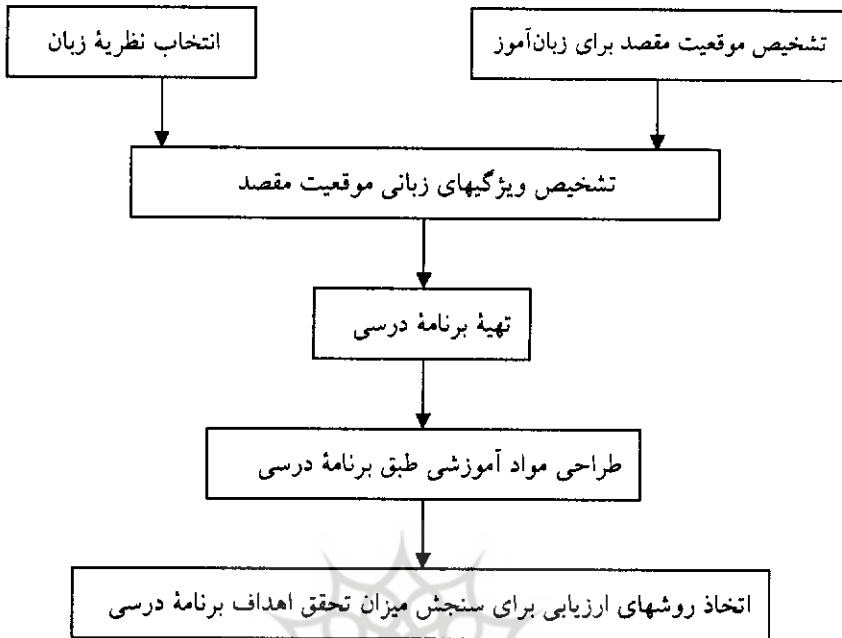 تشخیص موقعیت مقصد برای زبان‌آموز
انتخاب نظریهٔ زبان
تشخیص ویژگیهای زبانی موقعیت مقصد
تهیهٔ برنامهٔ درسی
طراحی مواد آموزشی طبق برنامهٔ درسی
اتخاذ روشهای ارزیابی برای سنجش میزان تحقق اهداف برنامهٔ درسی